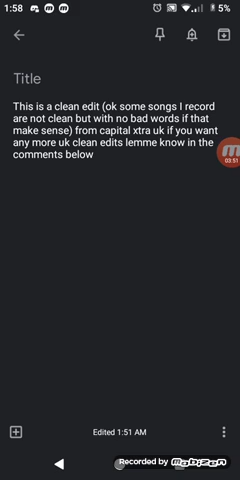 1:58
5%
Title
This is a clean edit (ok some songs I record
are not clean but with no bad words if that
make sense) from capital xtra uk if you want
any more uk clean edits lemme know in the
comments below
03:51
Edited 1:51 AM
Recorded by mobizen